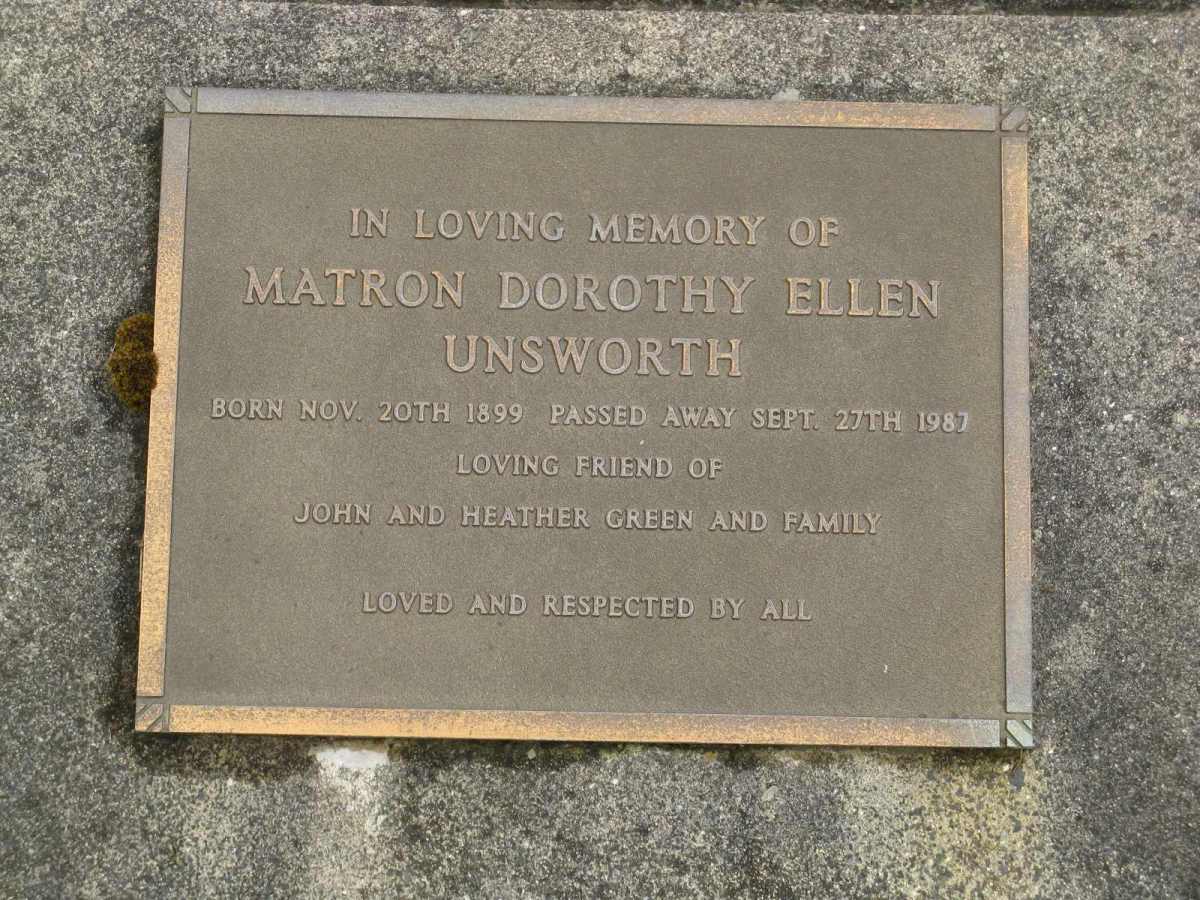 IN LOVING MEMORY OF
MATRON DOROTHY ELLEN
UNSWORTH
BORN NOV. 20TH 1899 PASSED AWAY SEPT. 27TH 1987
LOVING FRIEND OF
JOHN AND HEATHER GREEN AND FAMILY
LOVED AND RESPECTED BY ALL